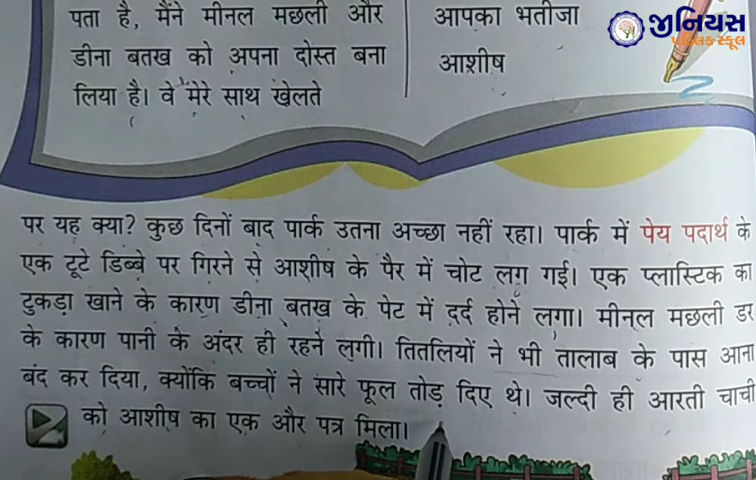 जीનિયસ
પબ્લિક સ્કૂલ
पता है, मैंने मीनल मछली और
डीना बतख को अपना दोस्त बना
लिया है। वे मेरे साथ खेलते
आपका भतीजा
आशीष
पर यह क्या? कुछ दिनों बाद पार्क उतना अच्छा नहीं रहा। पार्क में पेय पदार्थ के
एक टूटे डिब्बे पर गिरने से आशीष के पैर में चोट लग गई। एक प्लास्टिक का
टुकड़ा खाने के कारण डीना बतख के पेट में दर्द होने लगा। मीनल मछली डर
के कारण पानी के अंदर ही रहने लगी। तितलियों ने भी तालाब के पास आना
बंद कर दिया, क्योंकि बच्चों ने सारे फूल तोड़ दिए थे। जल्दी ही आरती चाची
को आशीष का एक और पत्र मिला।